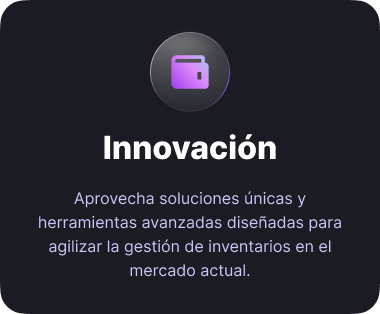 Innovación
Aprovecha soluciones únicas y
herramientas avanzadas diseñadas para
agilizar la gestión de inventarios en el
mercado actual.